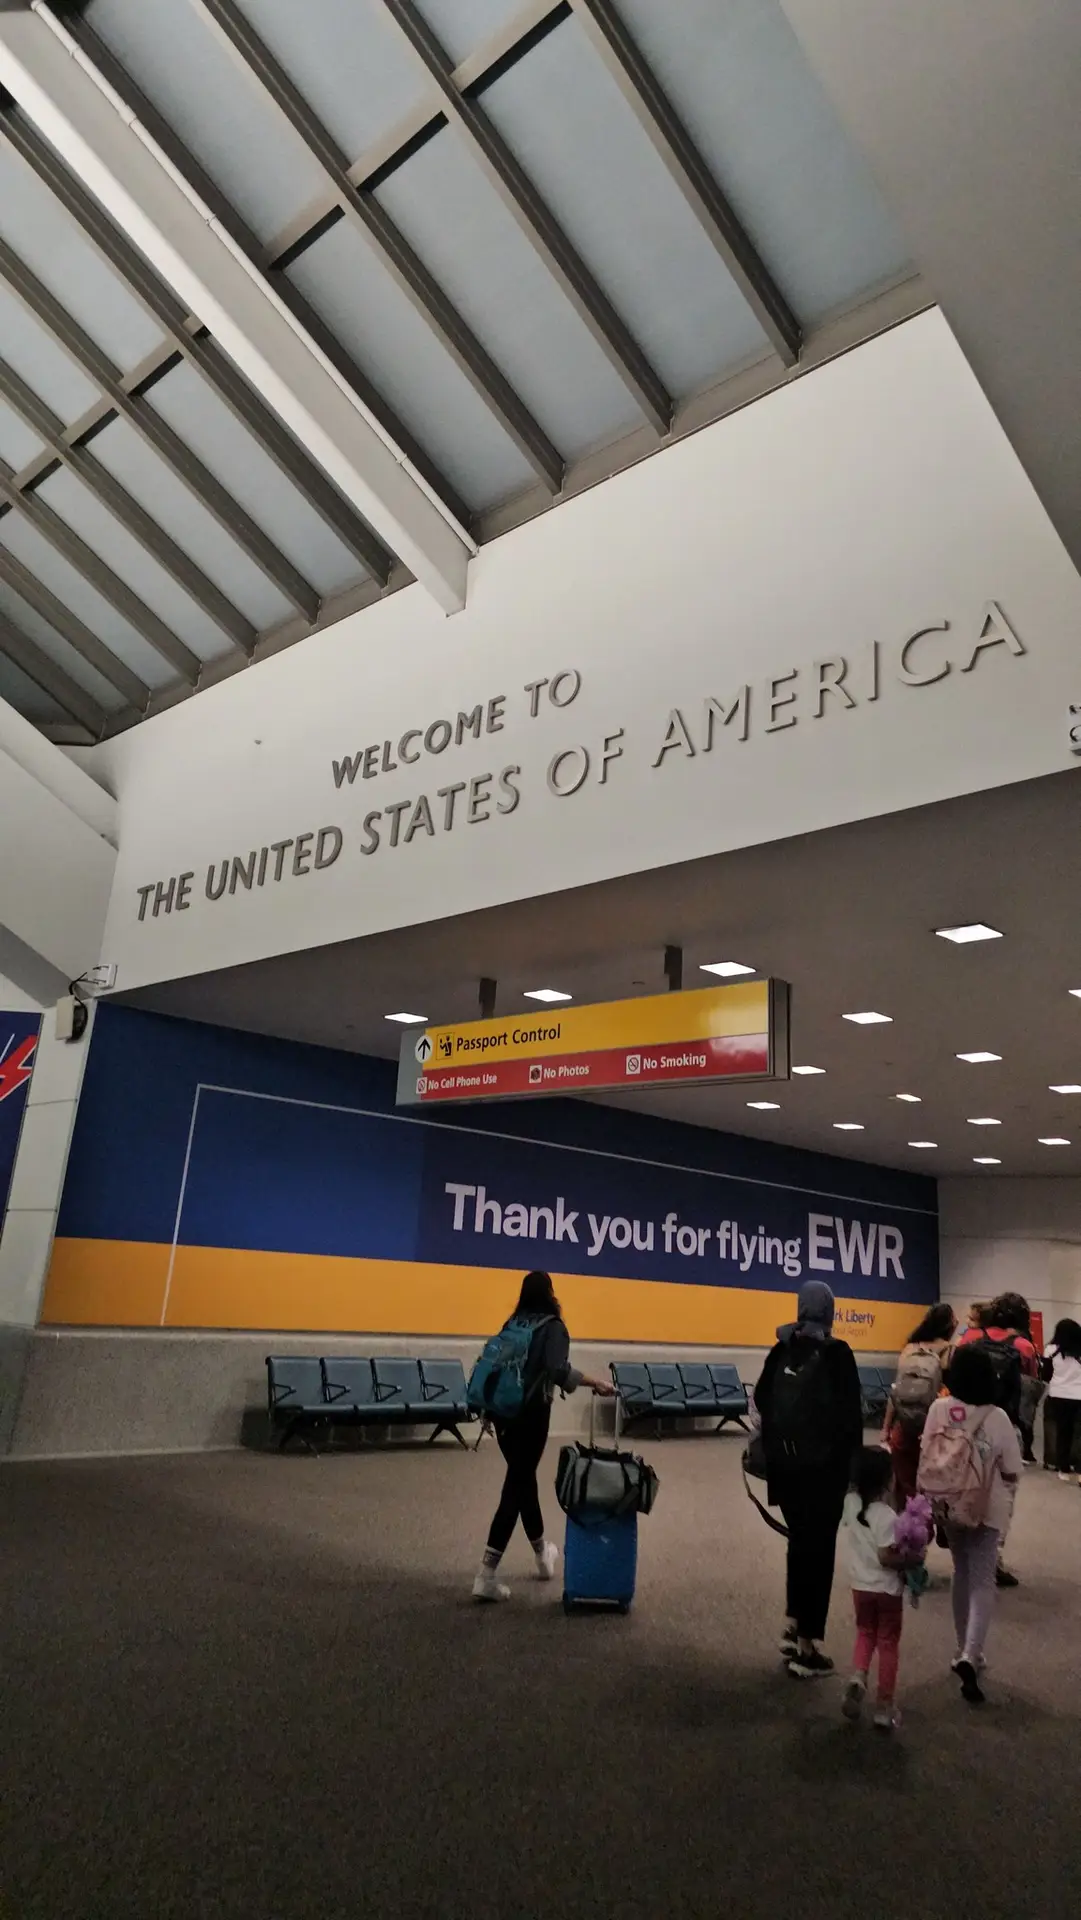 WELCOME TO
THE UNITED STATES OF AMERICA
Passport Control
No Cell Phone Use No Photos No Smoking
Thank you for flying EWR
Liberty